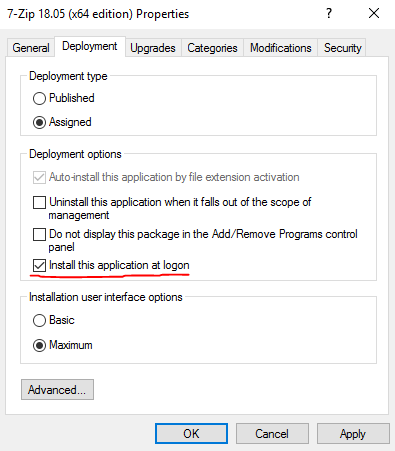 7-Zip 18.05 (x64 edition) Properties
General Deployment Upgrades Categories Modifications Security
Deployment type
Published
Assigned
Deployment options
Auto-install this application by file extension activation
Uninstall this application when it falls out of the scope of
management
Do not display this package in the Add/Remove Programs control
panel
Install this application at logon
Installation user interface options
Basic
Maximum
Advanced...
OK Cancel Apply